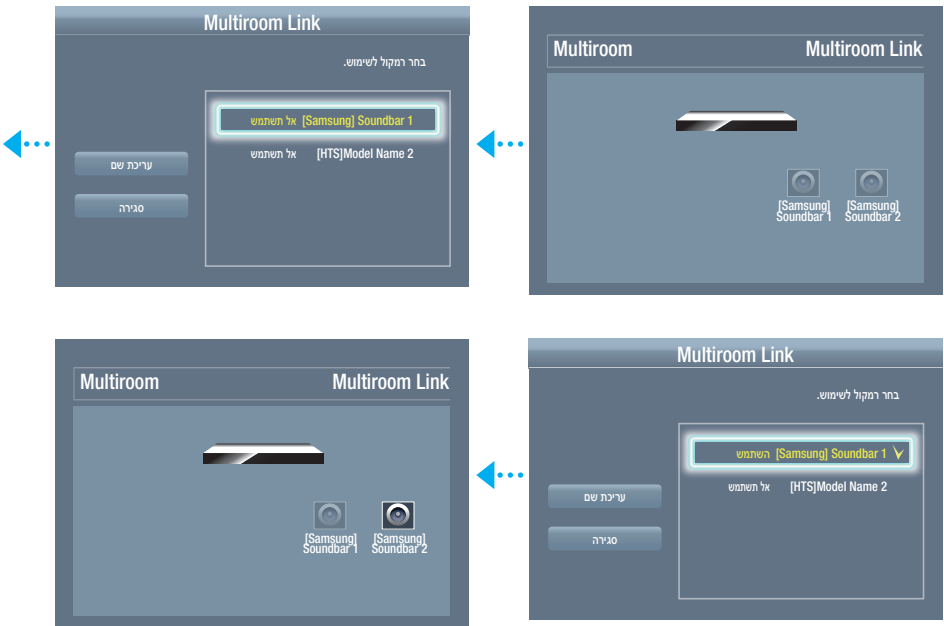 Multiroom
Multiroom Link
[Samsung]
Soundbar 1
[Samsung]
Soundbar 2
Multiroom Link
בחר רמקול לשימוש.
[Samsung] Soundbar 1 אל תשתמש
[HTS]Model Name 2 אל תשתמש
עריכת שם
סגירה
Multiroom Link
בחר רמקול לשימוש.
[Samsung] Soundbar 1 השתמש
[HTS]Model Name 2 אל תשתמש
עריכת שם
סגירה
Multiroom
Multiroom Link
[Samsung]
Soundbar 1
[Samsung]
Soundbar 2